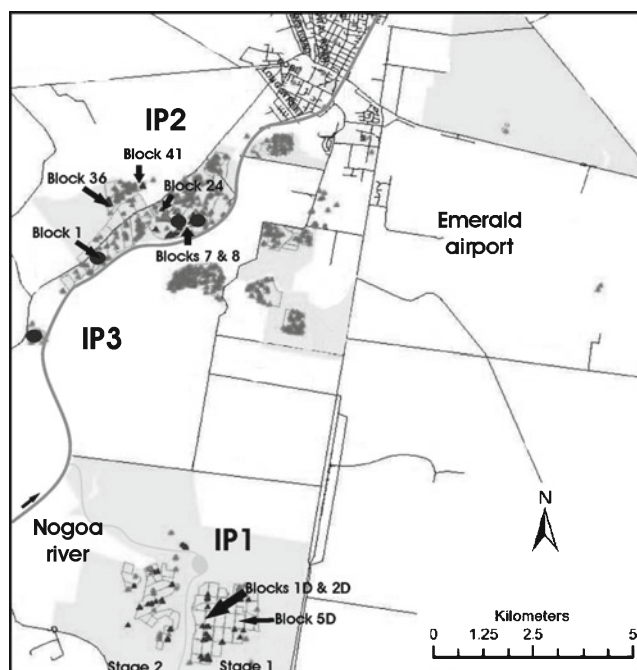 IP2
Block 41
Block 36
Block 24
Block 1
Blocks 7 & 8
Emerald
airport
IP3
N
Nogoa
river
IP1
Blocks 1D & 2D
Block 5D
Kilometers
0 1.25 2.5 5
Stage 2 Stage 1